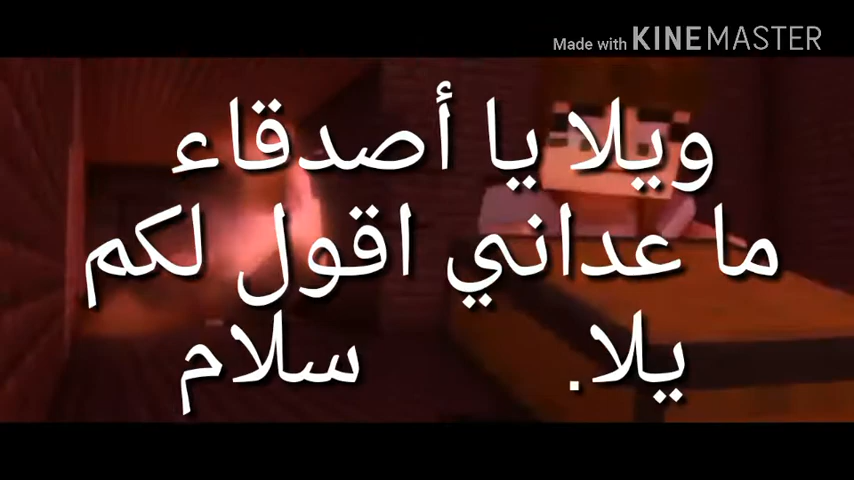 Made with KINEMASTER
ويلا يا أصدقاء
ما عداني اقول لكم
يلا. سلام